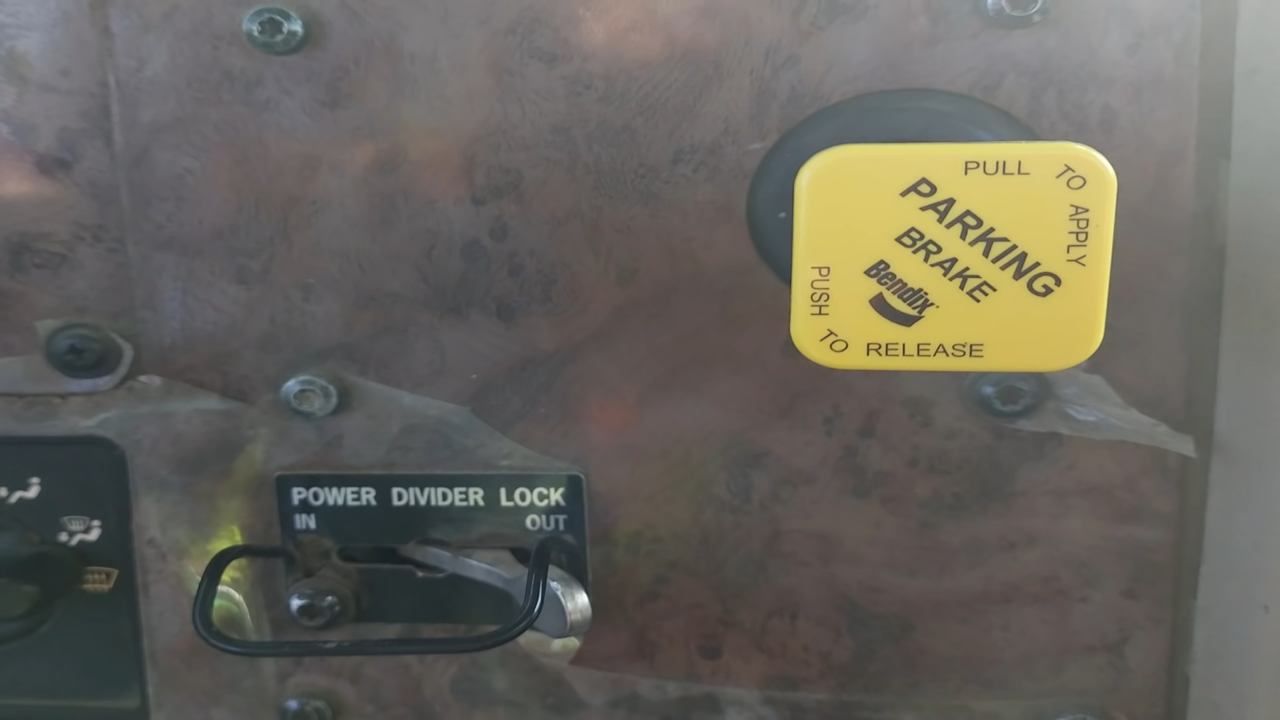 PULL TO APPLY
PARKING
BRAKE
Bendix
PUSH TO RELEASE
POWER DIVIDER LOCK
IN OUT